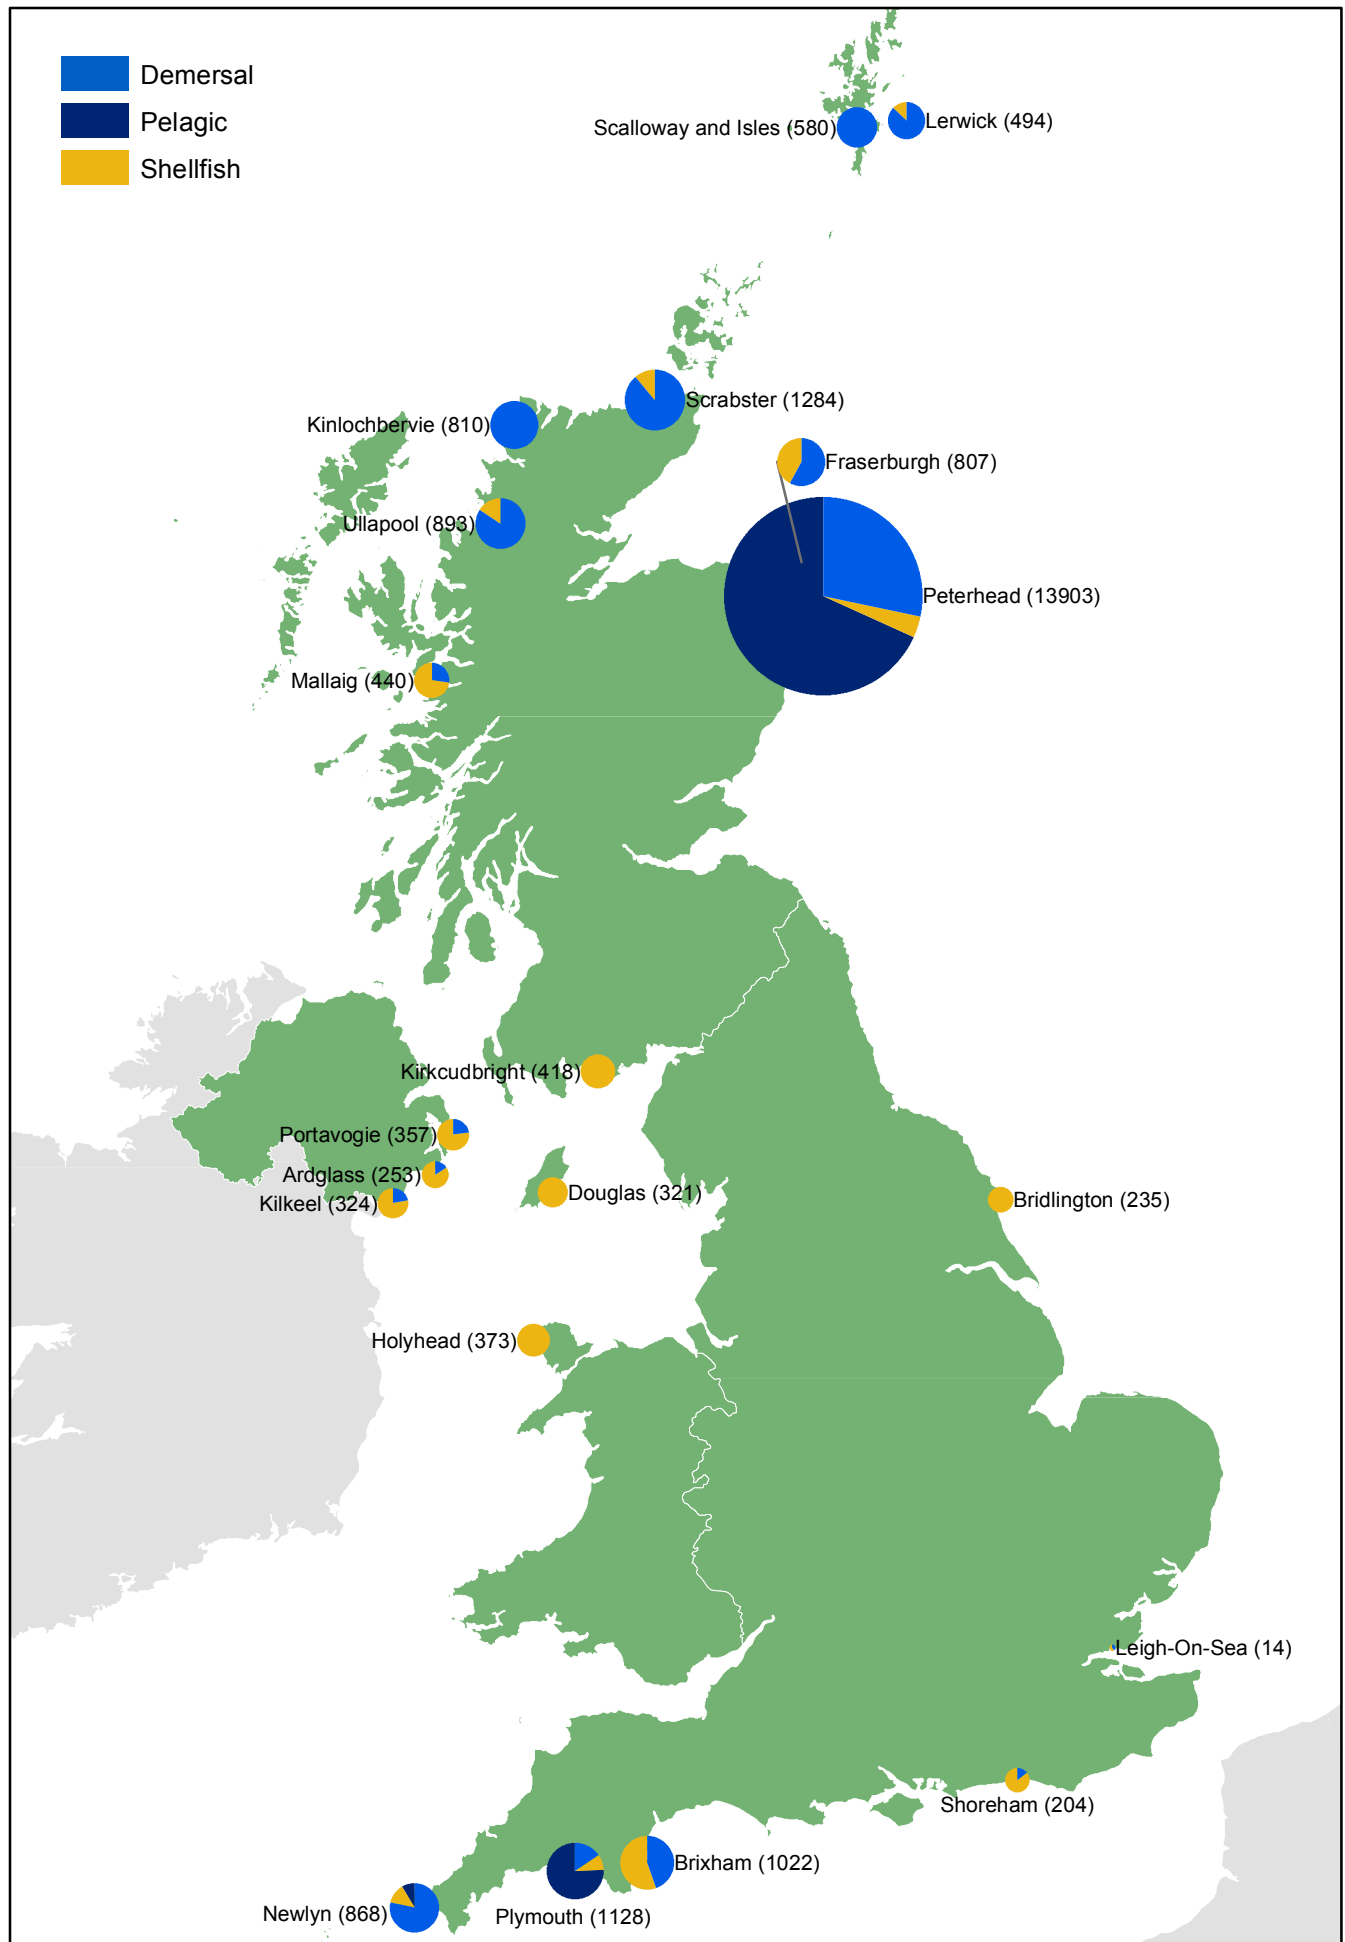 Demersal
Pelagic
Shellfish
Scalloway and Isles (580)
Lerwick (494)
Scrabster (1284)
Kinlochbervie (810)
Fraserburgh (807)
Ullapool (893)
Peterhead (13903)
Mallaig (440)
Kirkcudbright (418)
Portavogie (357)
Ardglass (253)
Kilkeel (324)
Douglas (321)
Bridlington (235)
Holyhead (373)
Leigh-On-Sea (14)
Shoreham (204)
Brixham (1022)
Newlyn (868)
Plymouth (1128)